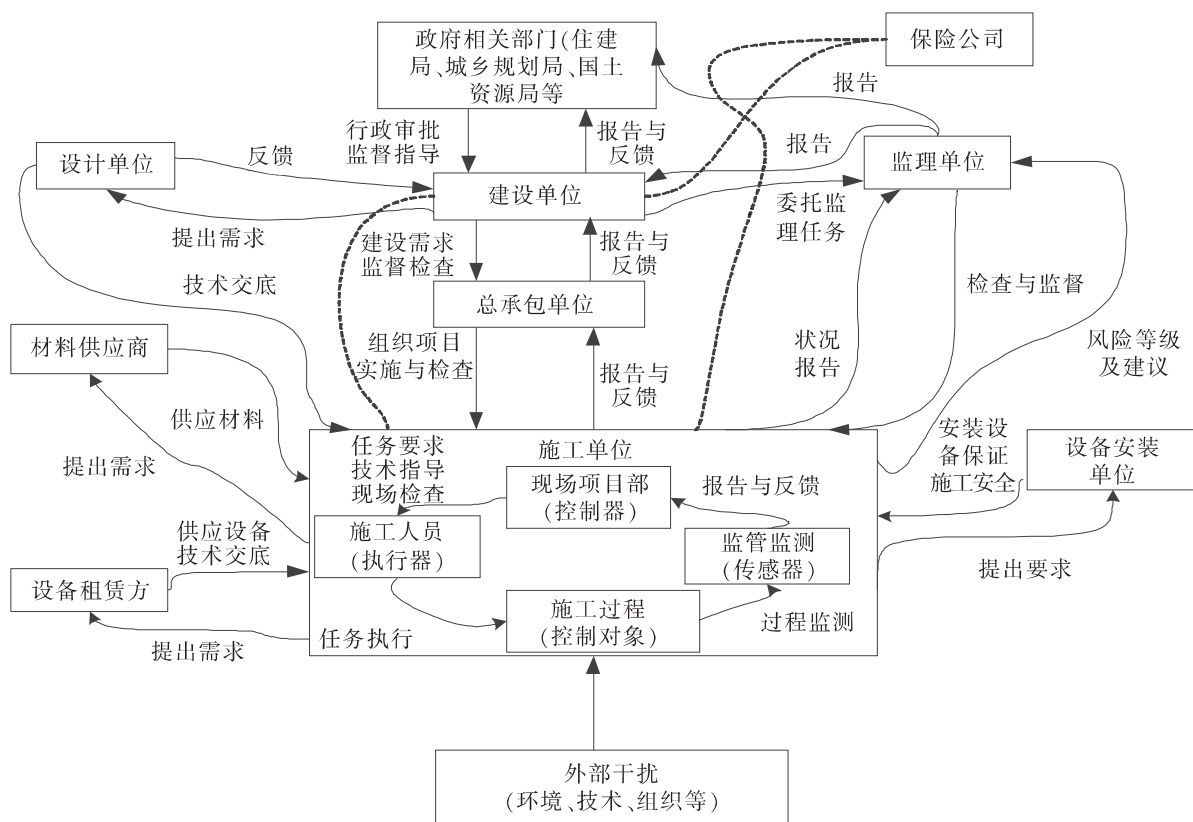 政府相关部门(住建
局、城乡规划局、国土
资源局等
保险公司
报告
行政审批
监督指导
报告与
反馈
报告
设计单位
反馈
监理单位
建设单位
提出需求
委托监
理任务
建设需求
监督检查
报告与
反馈
技术交底
检查与监督
总承包单位
材料供应商
组织项目
实施与检查
报告与
反馈
状况
报告
风险等级
及建议
供应材料
提出需求
任务要求
技术指导
现场检查
施工单位
安装设
备保证
施工安全
设备安装
单位
现场项目部
(控制器)
报告与反馈
供应设备
技术交底
施工人员
(执行器)
监管监测
(传感器)
提出要求
设备租赁方
施工过程
(控制对象)
过程监测
任务执行
提出需求
外部干扰
(环境、技术、组织等)